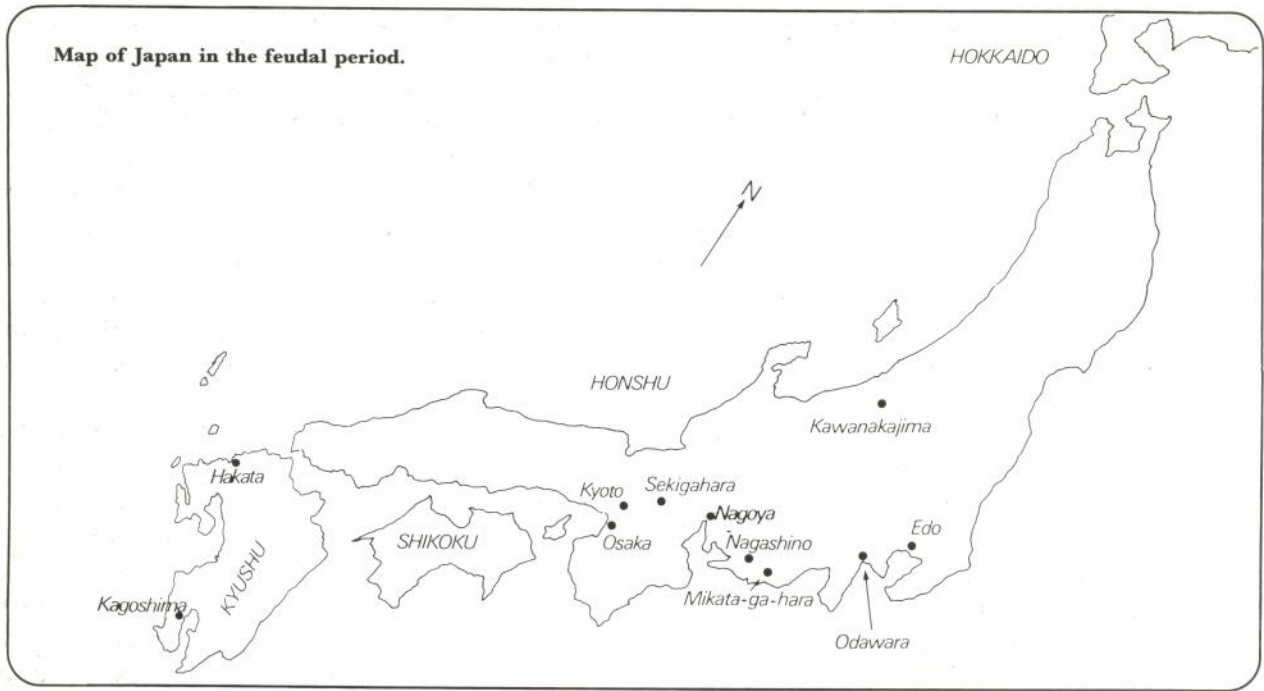 Map of Japan in the feudal period.
HOKKAIDO
N
HONSHU
Kawanakajima
Hakata
Kyoto
Sekigahara
Nagoya
Osaka
Nagashino
Edo
SHIKOKU
KYUSHU
Mikata-ga-hara
Kagoshima
Odawara